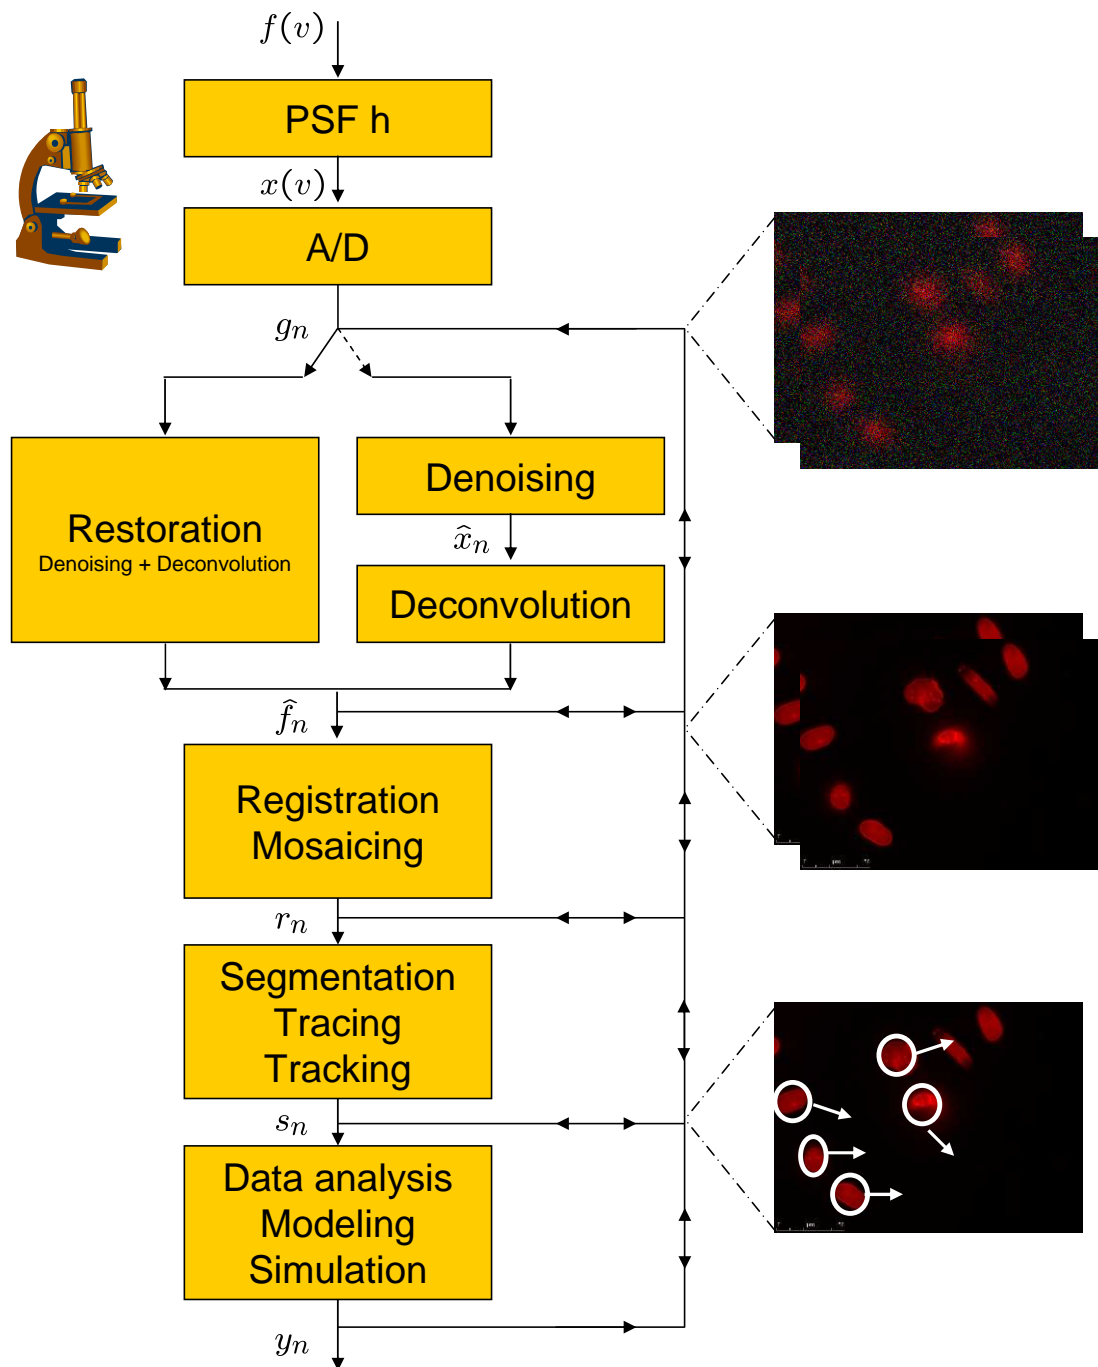 f(v)
PSF h
x(v)
A/D
g_n
Restoration
Denoising + Deconvolution
Denoising
x̂_n
Deconvolution
f̂_n
Registration
Mosaicing
r_n
Segmentation
Tracing
Tracking
s_n
Data analysis
Modeling
Simulation
y_n